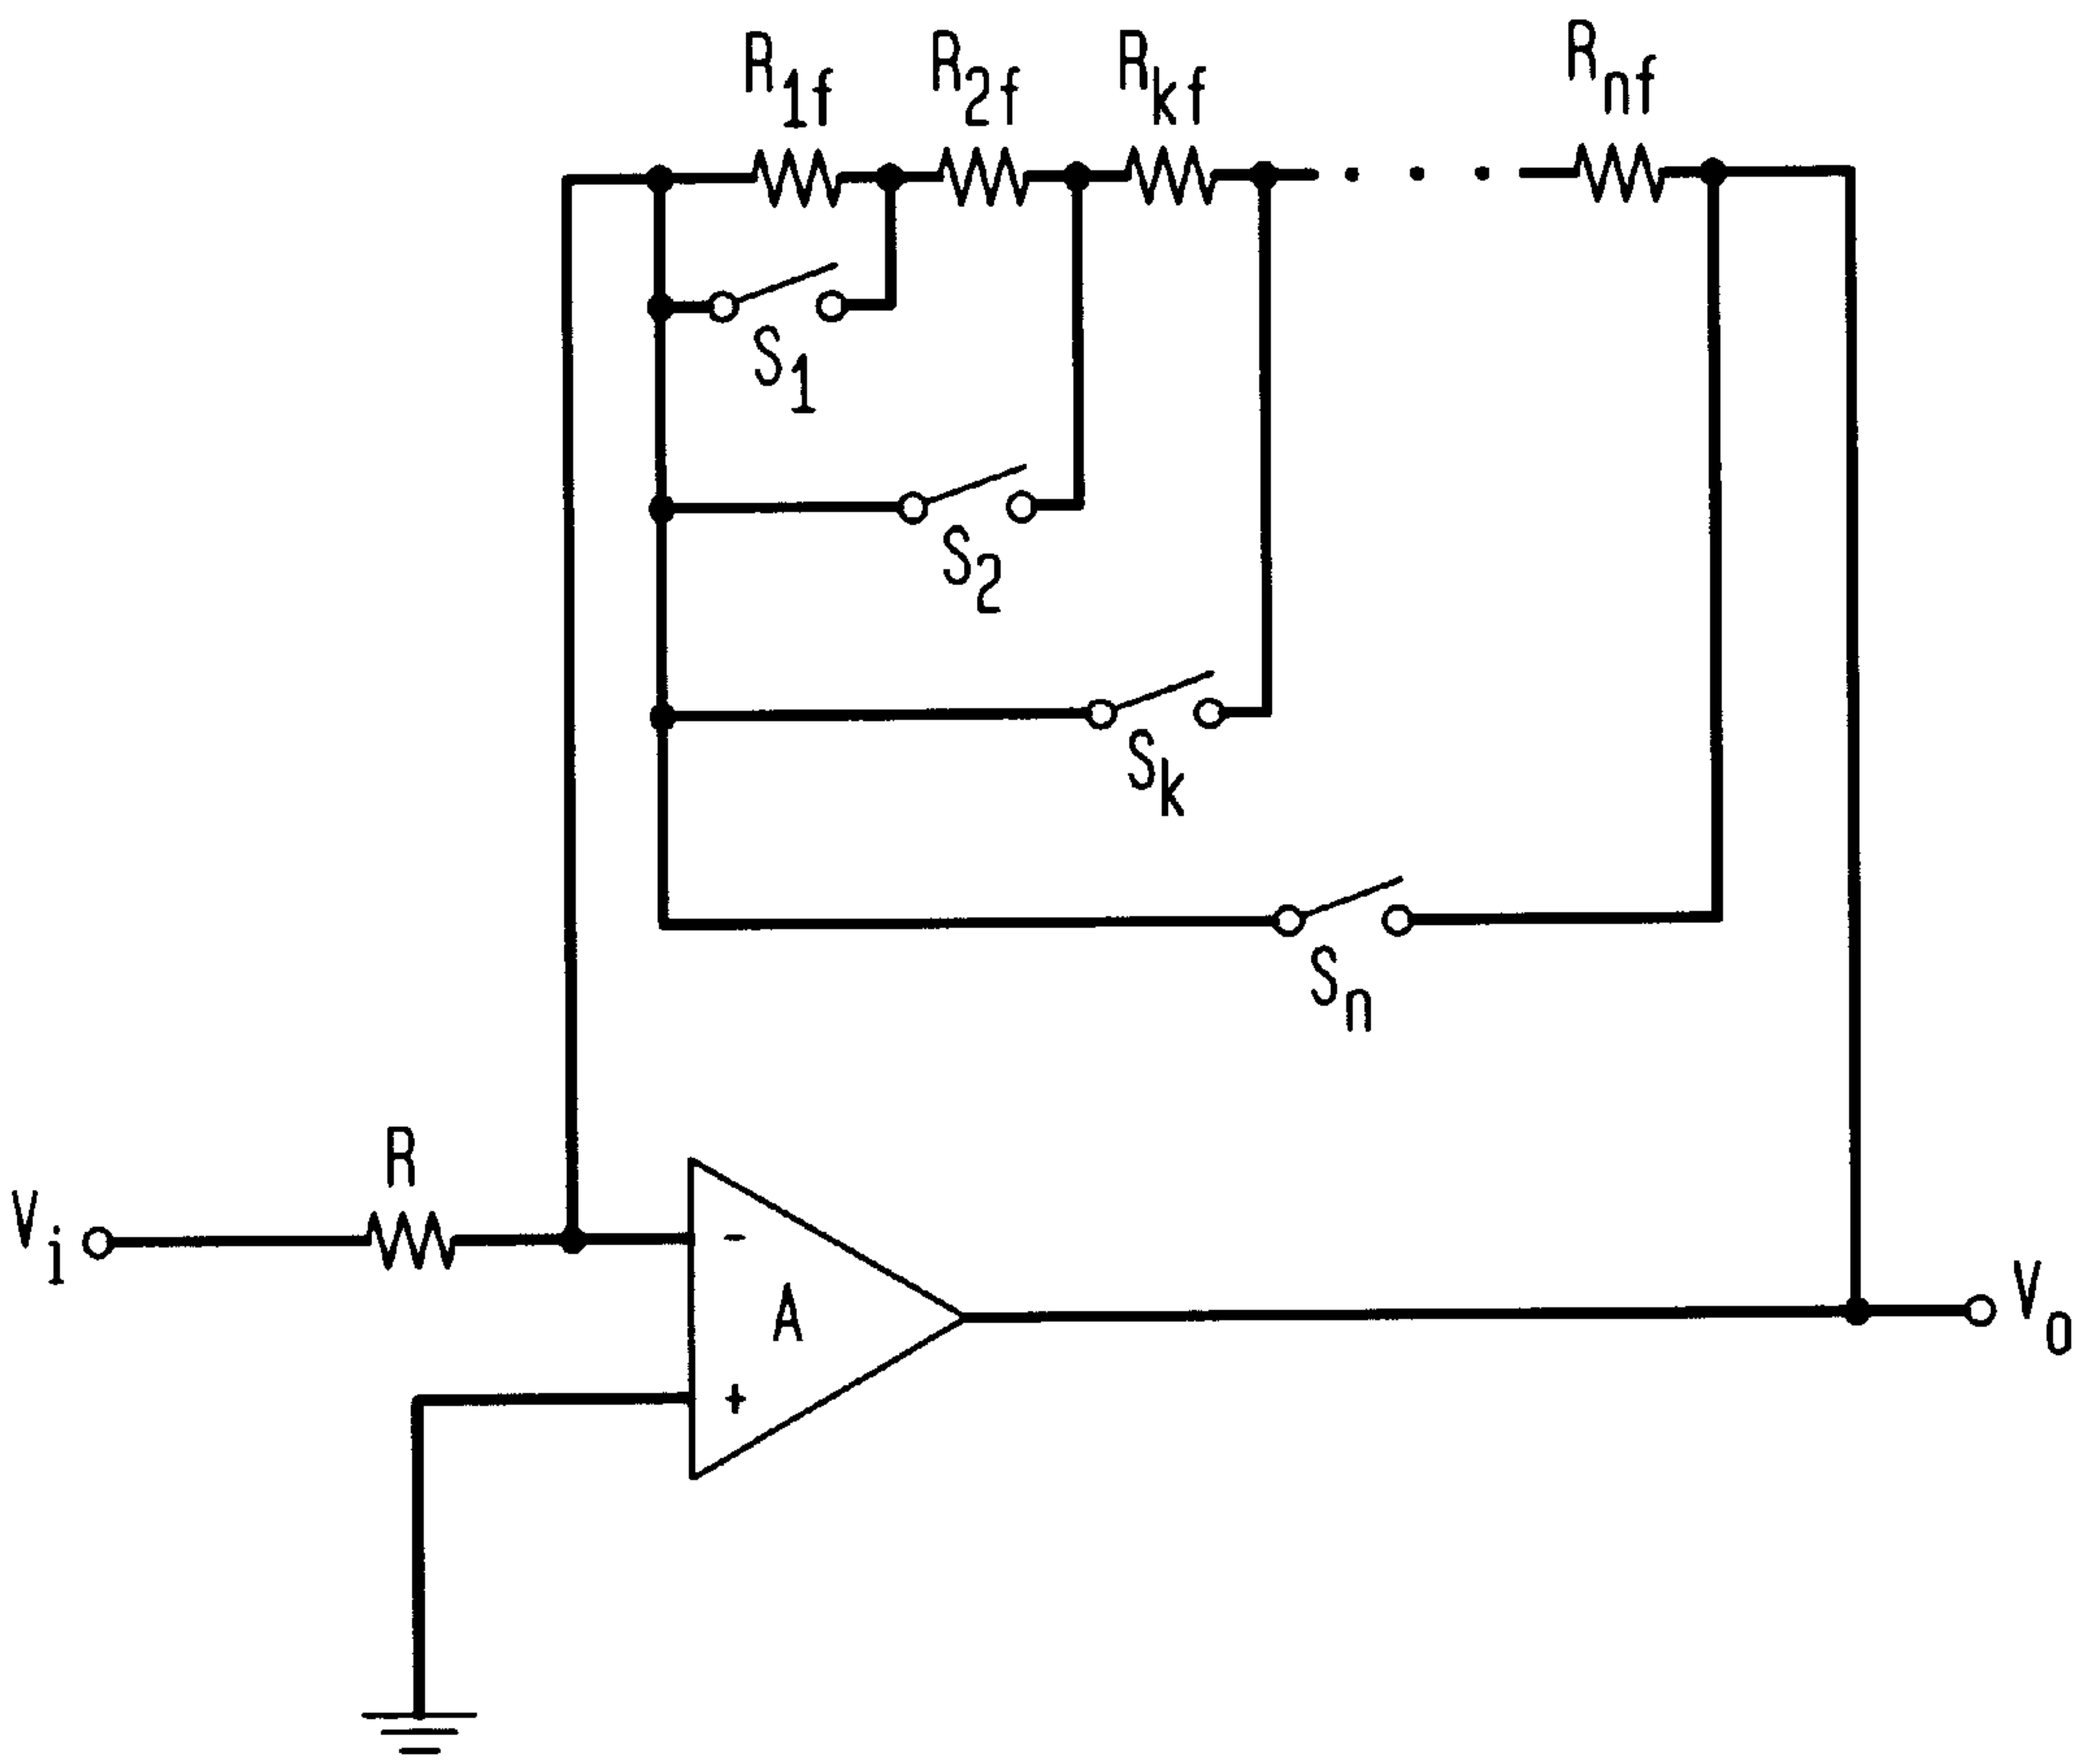 R1f R2f Rkf Rnf
S1
S2
Sk
Sn
R
Vi
-
A
+
Vo